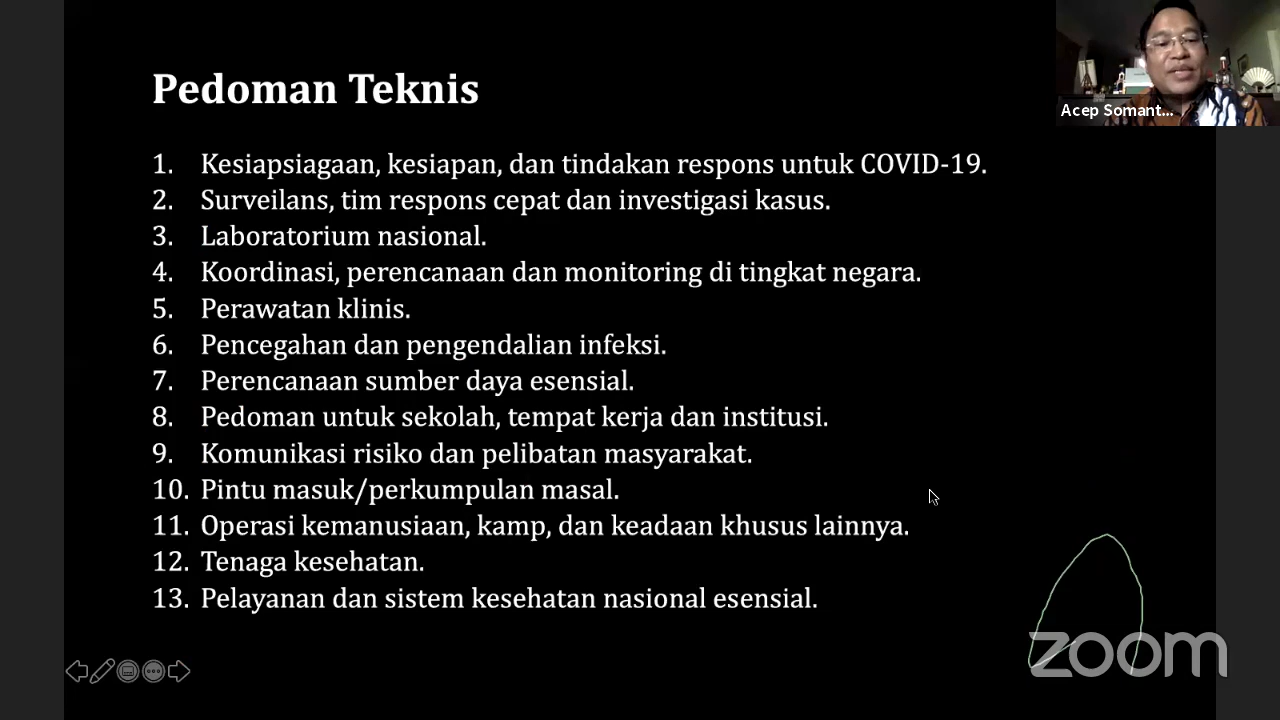 Pedoman Teknis
Acep Somant...
1. Kesiapsiagaan, kesiapan, dan tindakan respons untuk COVID-19.
2. Surveilans, tim respons cepat dan investigasi kasus.
3. Laboratorium nasional.
4. Koordinasi, perencanaan dan monitoring di tingkat negara.
5. Perawatan klinis.
6. Pencegahan dan pengendalian infeksi.
7. Perencanaan sumber daya esensial.
8. Pedoman untuk sekolah, tempat kerja dan institusi.
9. Komunikasi risiko dan pelibatan masyarakat.
10. Pintu masuk/perkumpulan masal.
11. Operasi kemanusiaan, kamp, dan keadaan khusus lainnya.
12. Tenaga kesehatan.
13. Pelayanan dan sistem kesehatan nasional esensial.
zoom